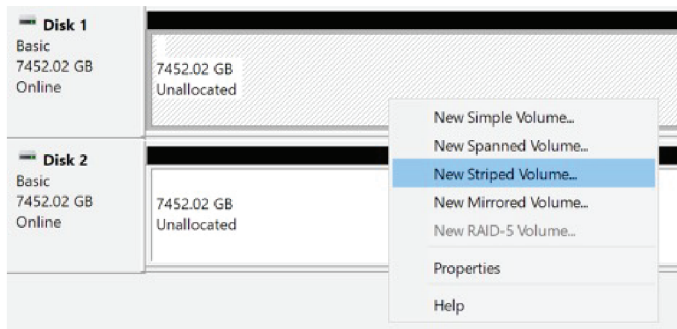 Disk 1
Basic
7452.02 GB
Online
7452.02 GB
Unallocated
New Simple Volume...
New Spanned Volume...
New Striped Volume...
New Mirrored Volume...
New RAID-5 Volume...
Properties
Help
Disk 2
Basic
7452.02 GB
Online
7452.02 GB
Unallocated